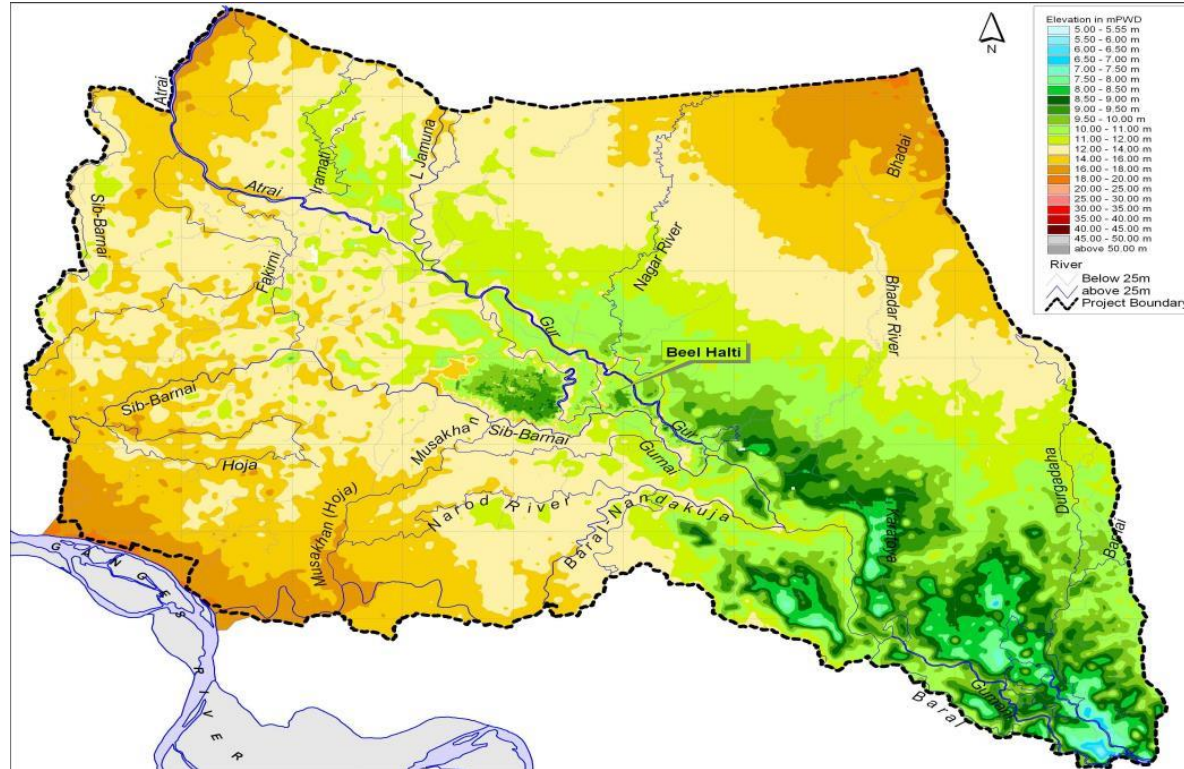 Elevation in mPWD
5.00 - 5.55 m
5.50 - 6.00 m
6.00 - 6.50 m
6.50 - 7.00 m
7.00 - 7.50 m
7.50 - 8.00 m
8.00 - 8.50 m
8.50 - 9.00 m
9.00 - 9.50 m
9.50 - 10.00 m
10.00 - 11.00 m
11.00 - 12.00 m
12.00 - 14.00 m
14.00 - 16.00 m
16.00 - 18.00 m
18.00 - 20.00 m
20.00 - 25.00 m
25.00 - 30.00 m
30.00 - 35.00 m
35.00 - 40.00 m
40.00 - 45.00 m
45.00 - 50.00 m
above 50.00 m
River
Below 25m
above 25m
Project Boundary
N
Atrai
Atrai
Iramati
L.Jamuna
Bhadai
Sib-Barnai
Fakirni
Nagar River
Bhadar River
Gur
Beel Halti
Sib-Barnai
Musakhan
Sib-Barnai
Gur
Gurnai
Hoja
Durgadaha
Musakhan (Hoja)
Narod River
Baral-Nandakuja
Karatoya
GANGES RIVER
Baral